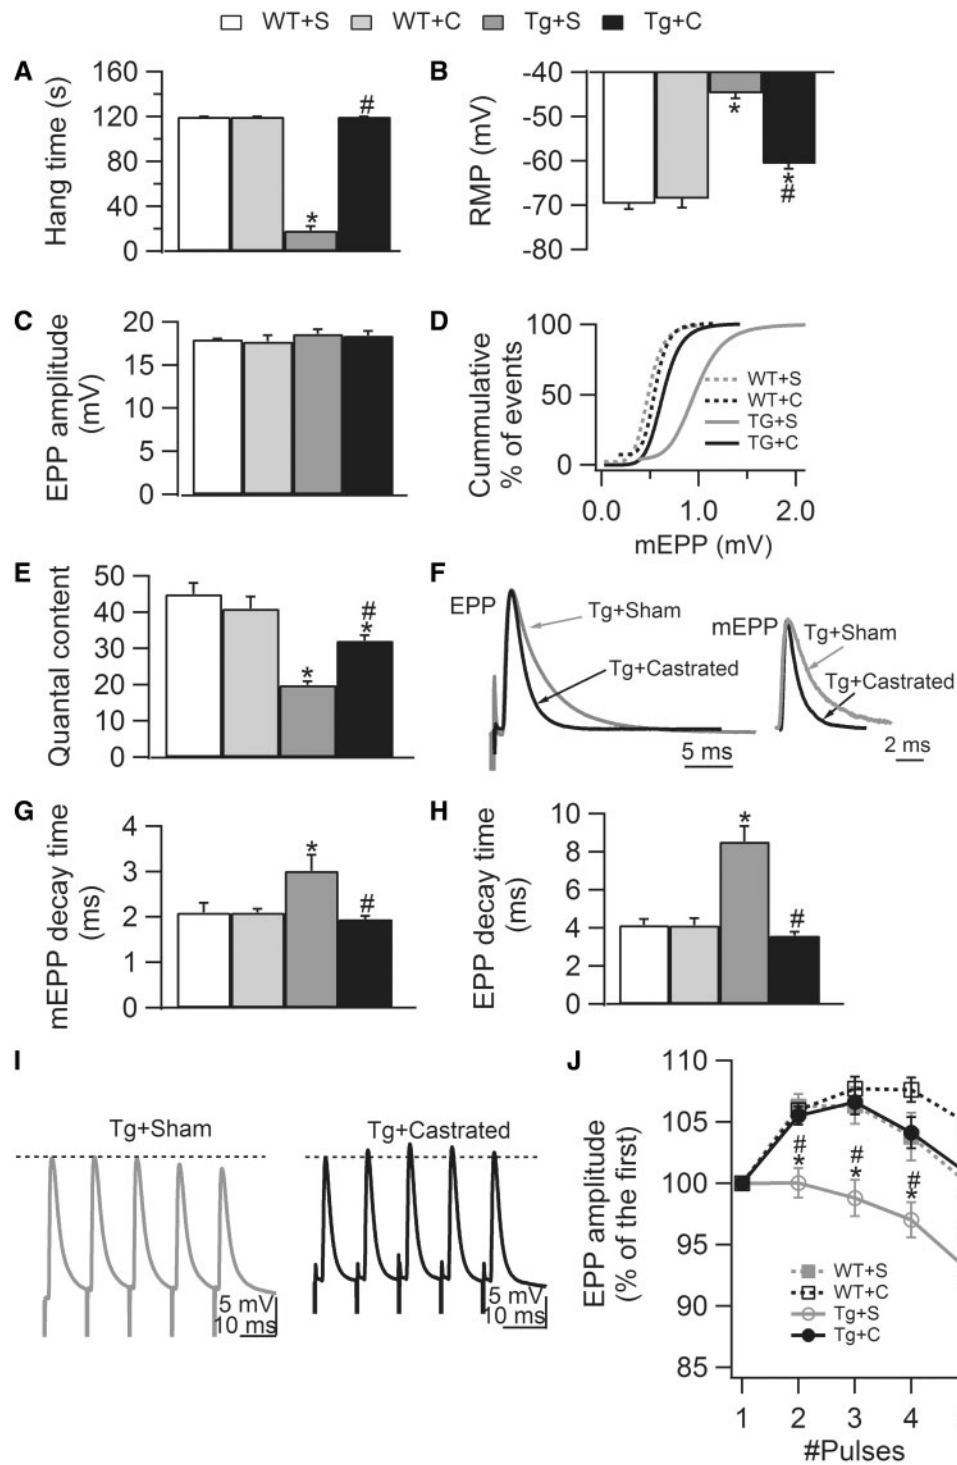 WT+S WT+C Tg+S Tg+C
A
Hang time (s)
160
120
80
40
0
*
#
B
RMP (mV)
-40
-50
-60
-70
-80
*
*
#
C
EPP amplitude
(mV)
20
15
10
5
0
D
Cummulative
% of events
100
50
0
WT+S
WT+C
TG+S
TG+C
0.0 1.0 2.0
mEPP (mV)
E
Quantal content
50
40
30
20
10
0
*
#
*
F
EPP
Tg+Sham
Tg+Castrated
5 ms
mEPP
Tg+Sham
Tg+Castrated
2 ms
G
mEPP decay time
(ms)
4
3
2
1
0
*
#
H
EPP decay time
(ms)
10
8
6
4
2
0
*
#
I
Tg+Sham
5 mV
10 ms
Tg+Castrated
5 mV
10 ms
J
EPP amplitude
(% of the first)
110
105
100
95
90
85
#
*
#
*
#
*
WT+S
WT+C
Tg+S
Tg+C
1 2 3 4
#Pulses